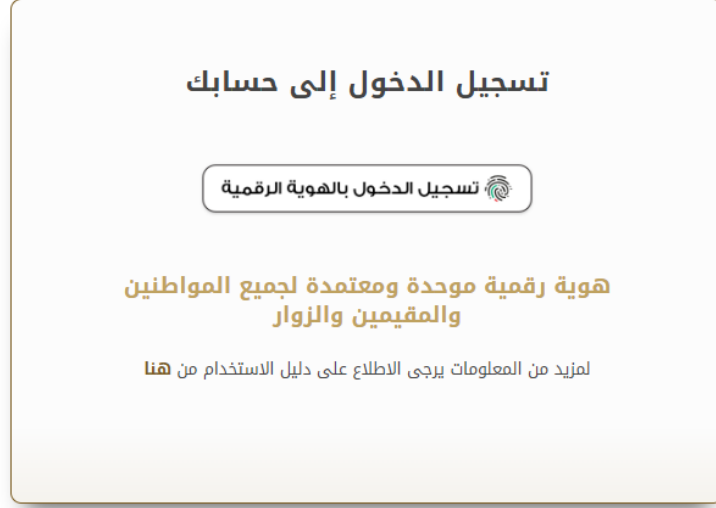 تسجيل الدخول إلى حسابك
تسجيل الدخول بالهوية الرقمية
هوية رقمية موحدة ومعتمدة لجميع المواطنين
والمقيمين والزوار
لمزيد من المعلومات يرجى الاطلاع على دليل الاستخدام من هنا